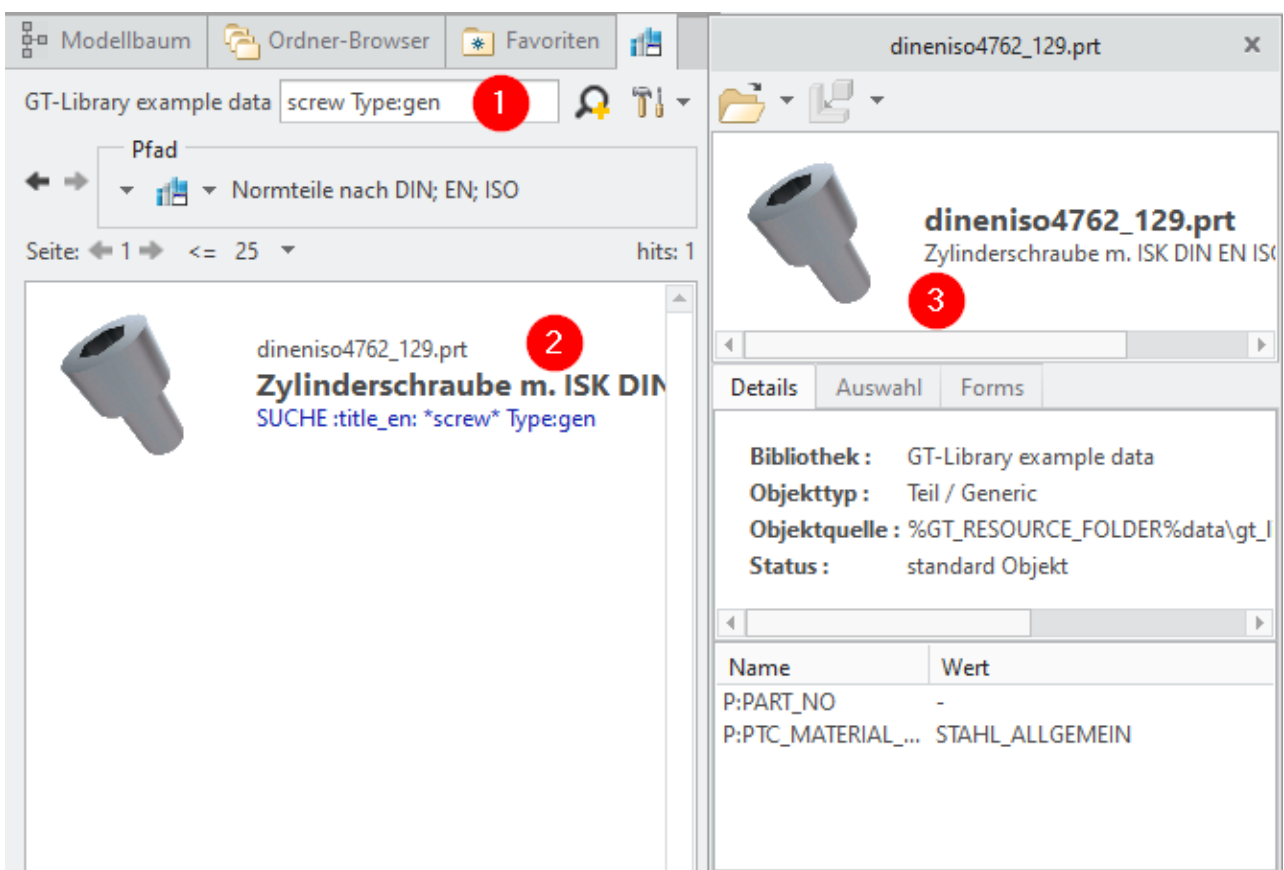 Modellbaum
Ordner-Browser
Favoriten
GT-Library example data
screw Type:gen
1
Pfad
Normteile nach DIN; EN; ISO
Seite: 1 <= 25
hits: 1
dineniso4762_129.prt
2
Zylinderschraube m. ISK DIN
SUCHE :title_en: *screw* Type:gen
dineniso4762_129.prt
dineniso4762_129.prt
Zylinderschraube m. ISK DIN EN IS
3
Details Auswahl Forms
Bibliothek : GT-Library example data
Objekttyp : Teil / Generic
Objektquelle : %GT_RESOURCE_FOLDER%data\gt_l
Status : standard Objekt
Name Wert
P:PART_NO -
P:PTC_MATERIAL_... STAHL_ALLGEMEIN